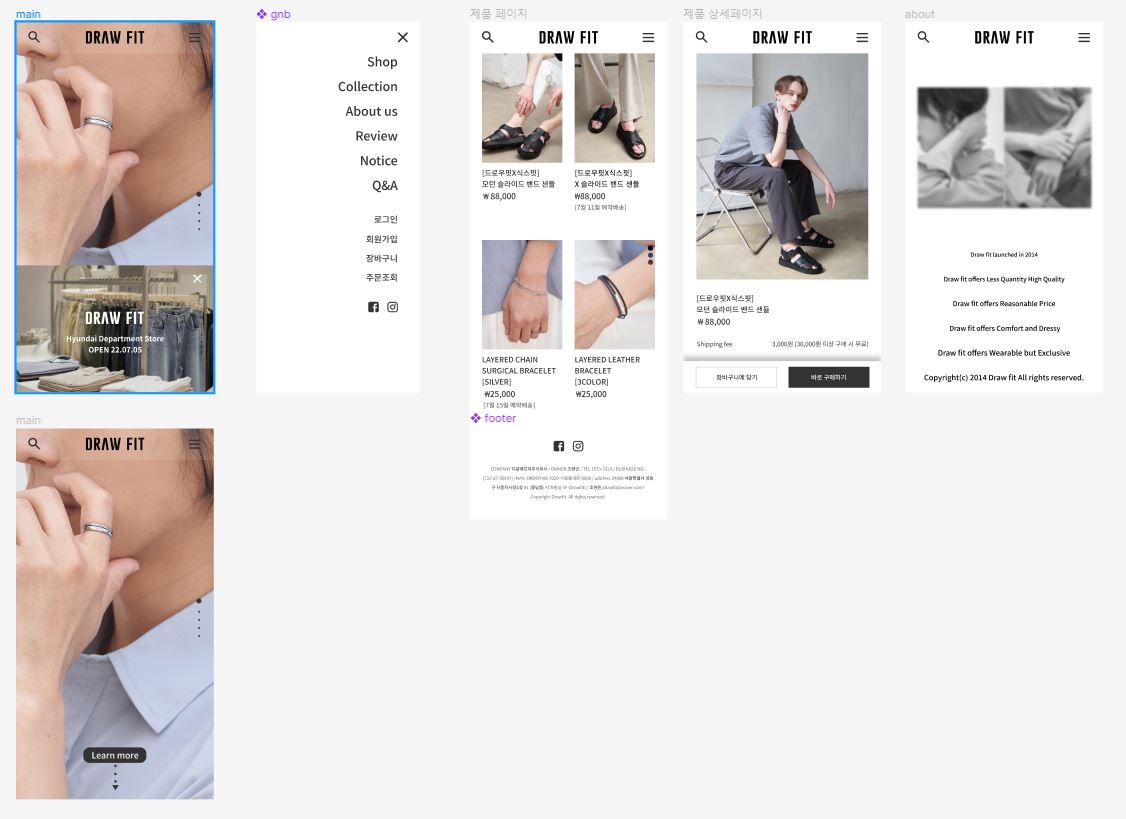 main
DRAW FIT
DRAW FIT
Hyundai Department Store
OPEN 22.07.05
gnb
Shop
Collection
About us
Review
Notice
Q&A
로그인
회원가입
장바구니
주문조회
제품 페이지
DRAW FIT
[드로우핏X식스핏]
모던 슬라이드 밴드 샌들
₩ 88,000
[드로우핏X식스핏]
X 슬라이드 밴드 샌들
₩88,000
[7월 11일 예약배송]
LAYERED CHAIN
SURGICAL BRACELET
[SILVER]
₩25,000
[7월 15일 예약배송]
LAYERED LEATHER
BRACELET
[3COLOR]
₩25,000
footer
Copyright Drawfit All rights reserved.
제품 상세페이지
DRAW FIT
[드로우핏X식스핏]
모던 슬라이드 밴드 샌들
₩ 88,000
Shipping fee
3,000원 (30,000원 이상 구매 시 무료)
장바구니에 담기
바로 구매하기
about
DRAW FIT
Draw fit launched in 2014
Draw fit offers Less Quantity High Quality
Draw fit offers Reasonable Price
Draw fit offers Comfort and Dressy
Draw fit offers Wearable but Exclusive
Copyright(c) 2014 Draw fit All rights reserved.
main
DRAW FIT
Learn more